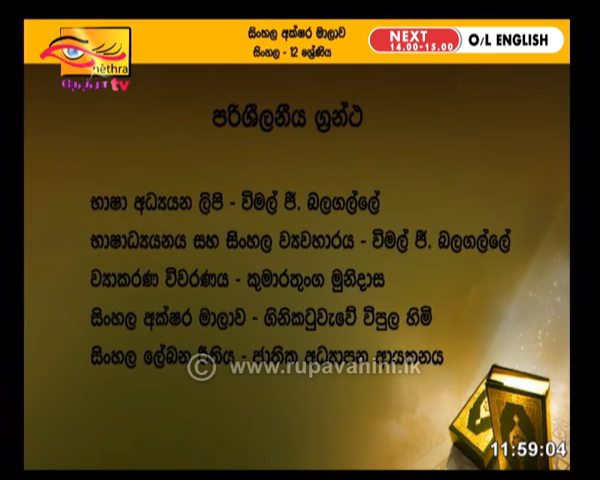 සිංහල අක්ෂර මාලාව
සිංහල - 12 ශ්‍රේණිය
NEXT
14.00-15.00
O/L ENGLISH
nethra
நேத்ரா tv
පරිශීලනීය ග්‍රන්ථ
භාෂා අධ්‍යයන ලිපි - විමල් ජී. බලගල්ලේ
භාෂාධ්‍යයනය සහ සිංහල ව්‍යවහාරය - විමල් ජී. බලගල්ලේ
ව්‍යාකරණ විවරණය - කුමාරතුංග මුනිදාස
සිංහල අක්ෂර මාලාව - ගිනිකටුවැවේ විපුල හිමි
සිංහල ලේඛන රීතිය - ජාතික අධ්‍යාපන ආයතනය
© www.rupavahini.lk
11:59:04